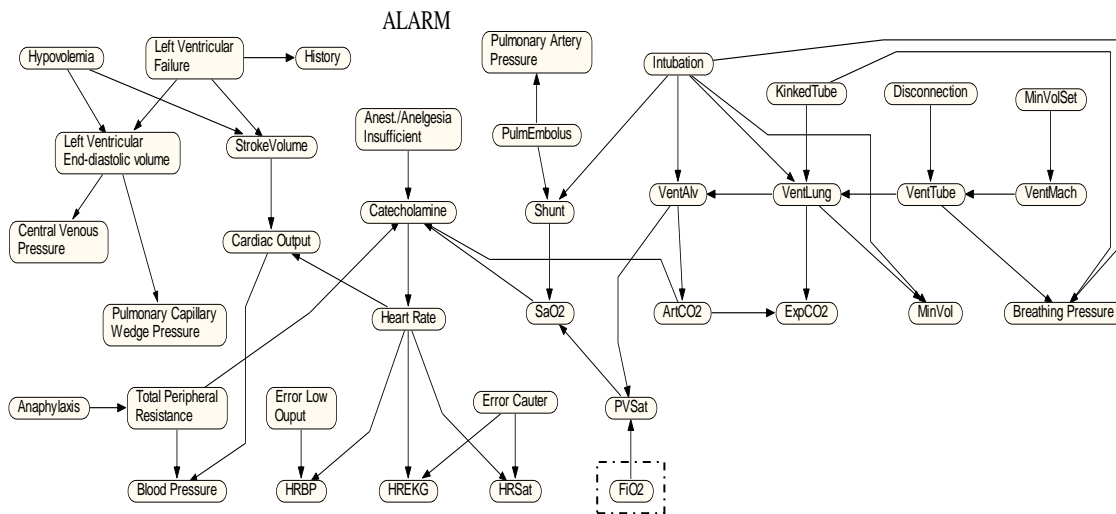 ALARM
Hypovolemia
Left Ventricular
Failure
History
Pulmonary Artery
Pressure
Intubation
KinkedTube
Disconnection
MinVolSet
Anest./Anelgesia
Insufficient
PulmEmbolus
Left Ventricular
End-diastolic volume
StrokeVolume
VentAlv
VentLung
VentTube
VentMach
Catecholamine
Shunt
Central Venous
Pressure
Cardiac Output
Pulmonary Capillary
Wedge Pressure
Heart Rate
SaO2
ArtCO2
ExpCO2
MinVol
Breathing Pressure
Anaphylaxis
Total Peripheral
Resistance
Error Low
Ouput
Error Cauter
PVSat
Blood Pressure
HRBP
HREKG
HRSat
FiO2